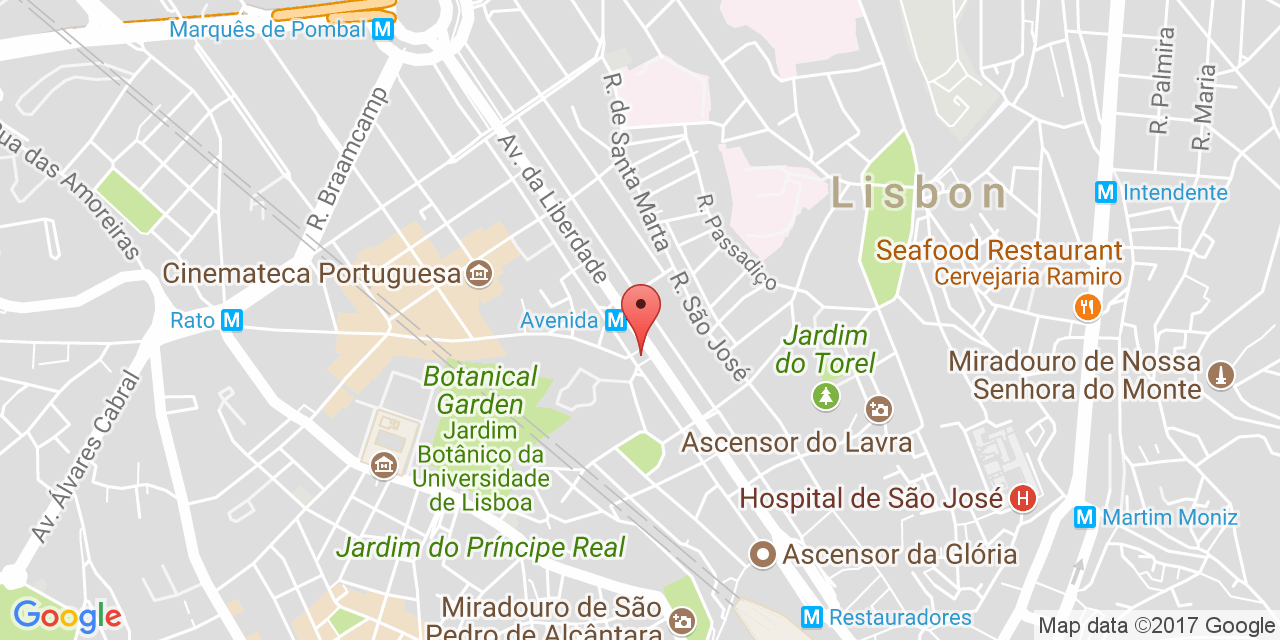 Marquês de Pombal M
R. Palmira
R. Maria
R. de Santa Marta
R. Braamcamp
Rua das Amoreiras
Av. da Liberdade
R. Passadiço
Lisbon
M Intendente
Seafood Restaurant
Cervejaria Ramiro
Cinemateca Portuguesa
R. São José
Rato M
Avenida M
Jardim
do Torel
Miradouro de Nossa
Senhora do Monte
Botanical
Garden
Jardim
Botânico da
Universidade
de Lisboa
Av. Álvares Cabral
Ascensor do Lavra
Hospital de São José H
M Martim Moniz
Jardim do Príncipe Real
Ascensor da Glória
Miradouro de São
Pedro de Alcântara
M Restauradores
Google
Map data ©2017 Google